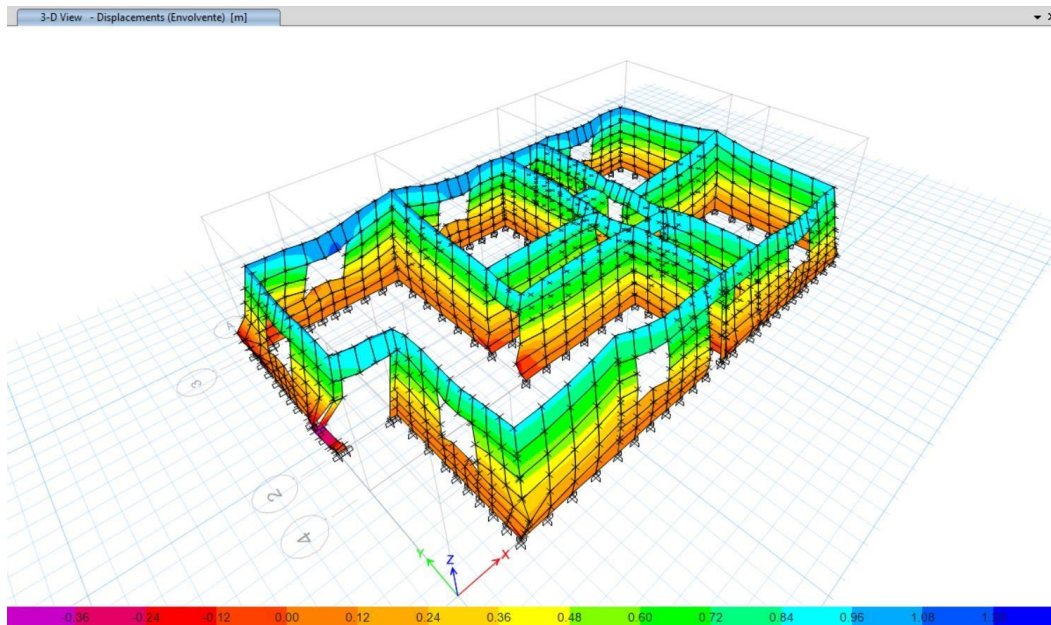 3-D View - Displacements (Envolvente) [m]
3
2
4
Y
Z
X
-0.36 -0.24 -0.12 0.00 0.12 0.24 0.36 0.48 0.60 0.72 0.84 0.96 1.08